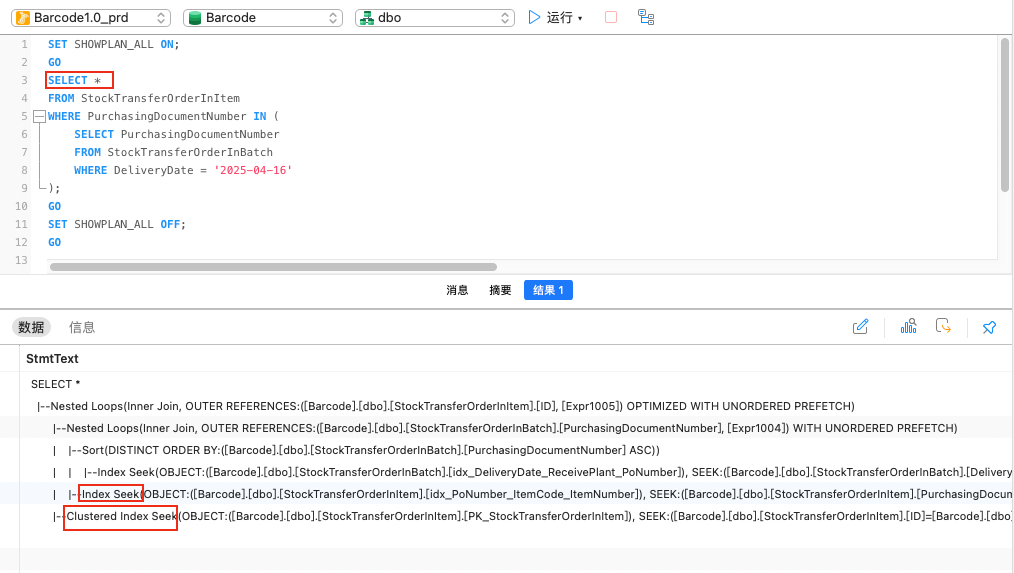 Barcode1.0_prd Barcode dbo 运行
1 SET SHOWPLAN_ALL ON;
2 GO
3 SELECT *
4 FROM StockTransferOrderInItem
5 WHERE PurchasingDocumentNumber IN (
6 SELECT PurchasingDocumentNumber
7 FROM StockTransferOrderInBatch
8 WHERE DeliveryDate = '2025-04-16'
9 );
10 GO
11 SET SHOWPLAN_ALL OFF;
12 GO
13
消息 摘要 结果 1
数据 信息
StmtText
SELECT *
|--Nested Loops(Inner Join, OUTER REFERENCES:([Barcode].[dbo].[StockTransferOrderInItem].[ID], [Expr1005]) OPTIMIZED WITH UNORDERED PREFETCH)
|--Nested Loops(Inner Join, OUTER REFERENCES:([Barcode].[dbo].[StockTransferOrderInBatch].[PurchasingDocumentNumber], [Expr1004]) WITH UNORDERED PREFETCH)
| |--Sort(DISTINCT ORDER BY:([Barcode].[dbo].[StockTransferOrderInBatch].[PurchasingDocumentNumber] ASC))
| | |--Index Seek(OBJECT:([Barcode].[dbo].[StockTransferOrderInBatch].[idx_DeliveryDate_ReceivePlant_PoNumber]), SEEK:([Barcode].[dbo].[StockTransferOrderInBatch].[Delivery
| |--Index Seek(OBJECT:([Barcode].[dbo].[StockTransferOrderInItem].[idx_PoNumber_ItemCode_ItemNumber]), SEEK:([Barcode].[dbo].[StockTransferOrderInItem].[PurchasingDocum
|--Clustered Index Seek(OBJECT:([Barcode].[dbo].[StockTransferOrderInItem].[PK_StockTransferOrderInItem]), SEEK:([Barcode].[dbo].[StockTransferOrderInItem].[ID]=[Barcode].[dbo]